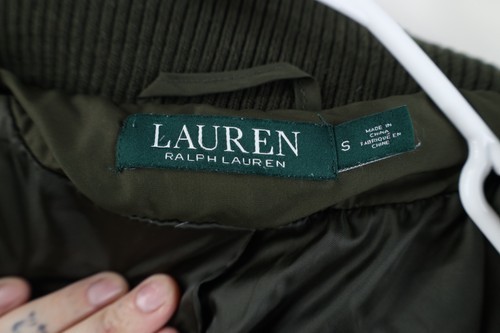 LAUREN
RALPH LAUREN
S
MADE IN
CHINA
FABRIQUÉ EN
CHINE